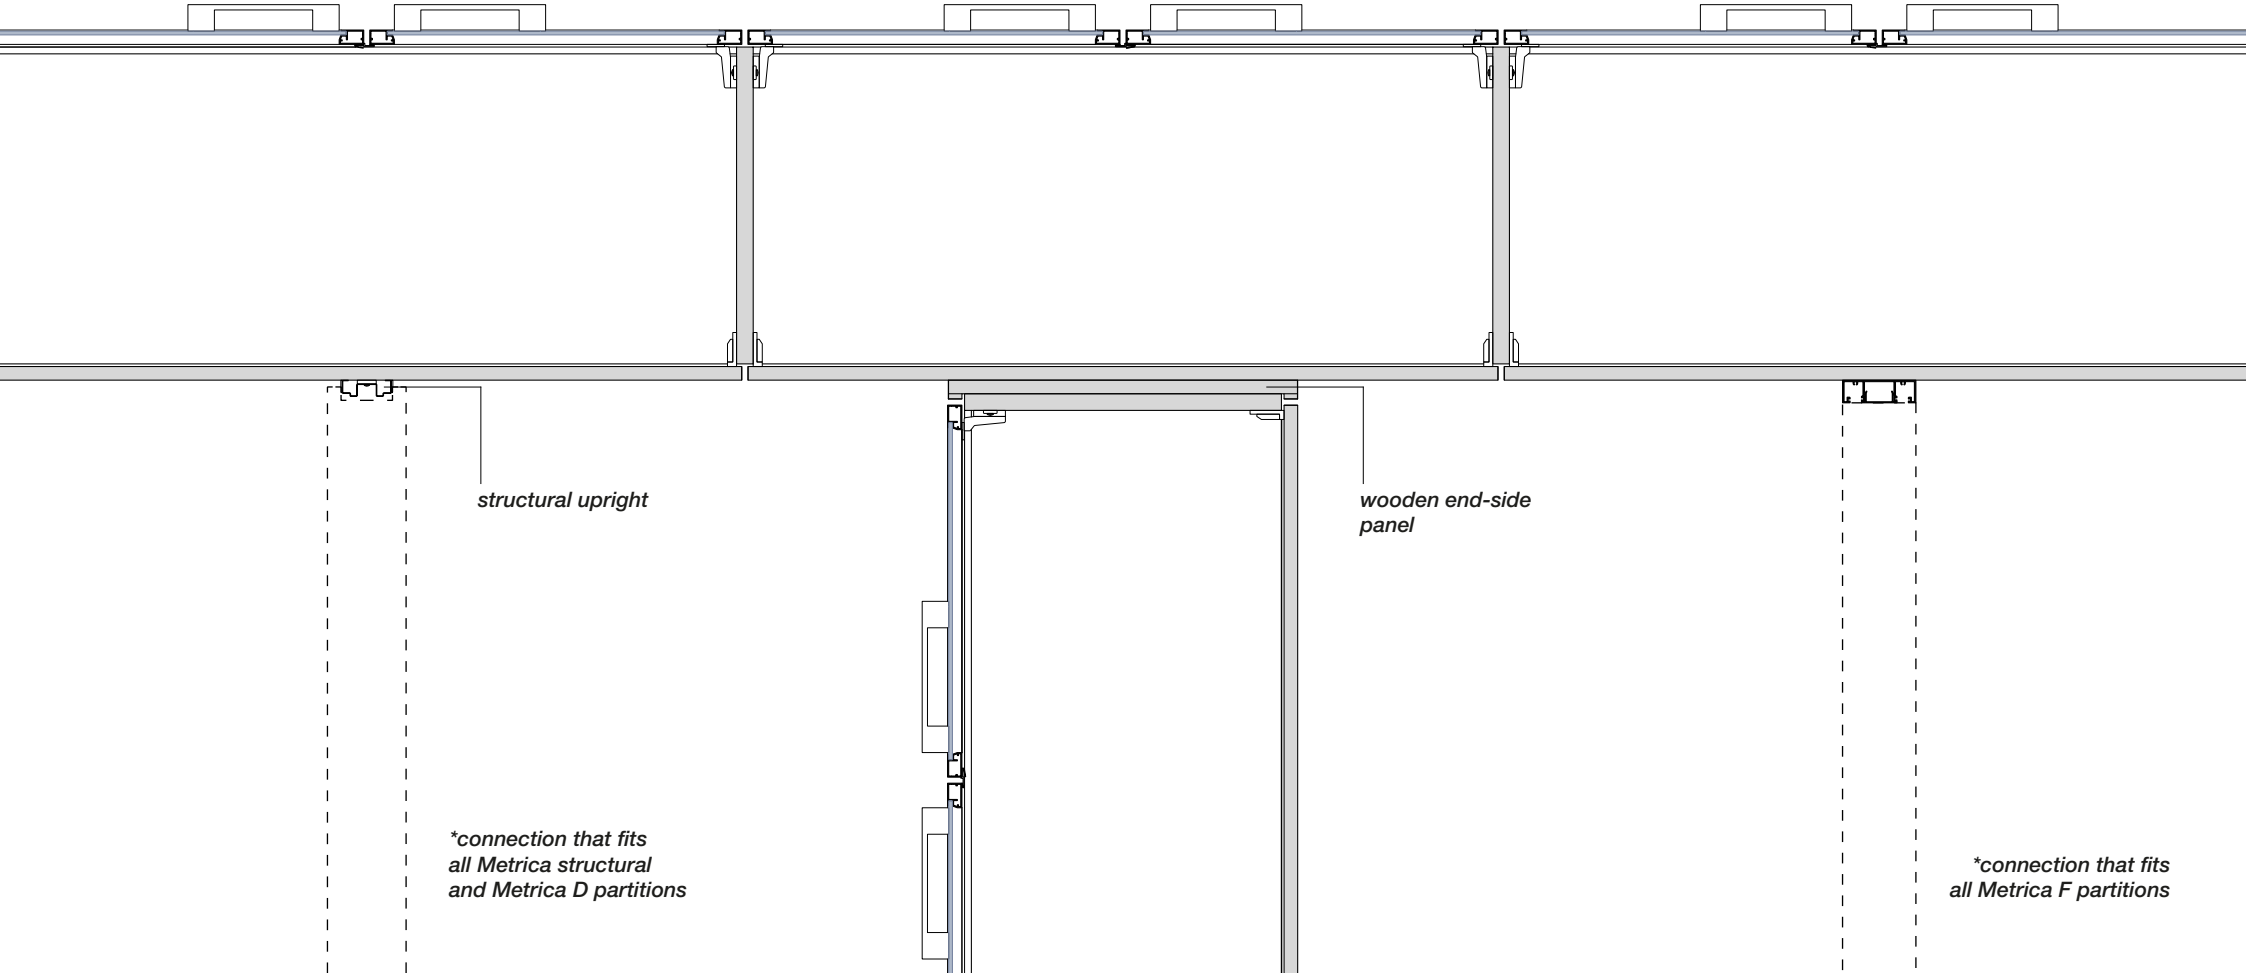 structural upright
wooden end-side
panel
*connection that fits
all Metrica structural
and Metrica D partitions
*connection that fits
all Metrica F partitions